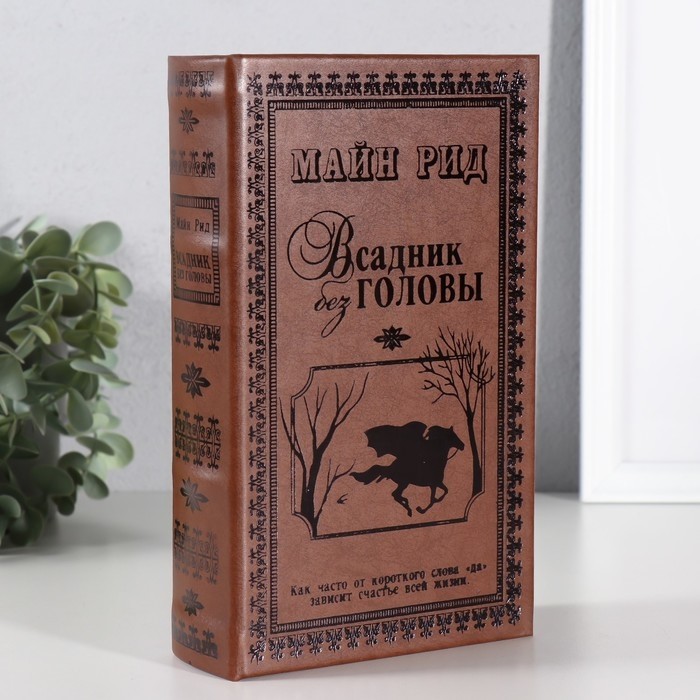 МАЙН РИД
Всадник
без ГОЛОВЫ
Как часто от короткого слова «да»
зависит счастье всей жизни.
Майн Рид
ВСАДНИК
БЕЗ ГОЛОВЫ